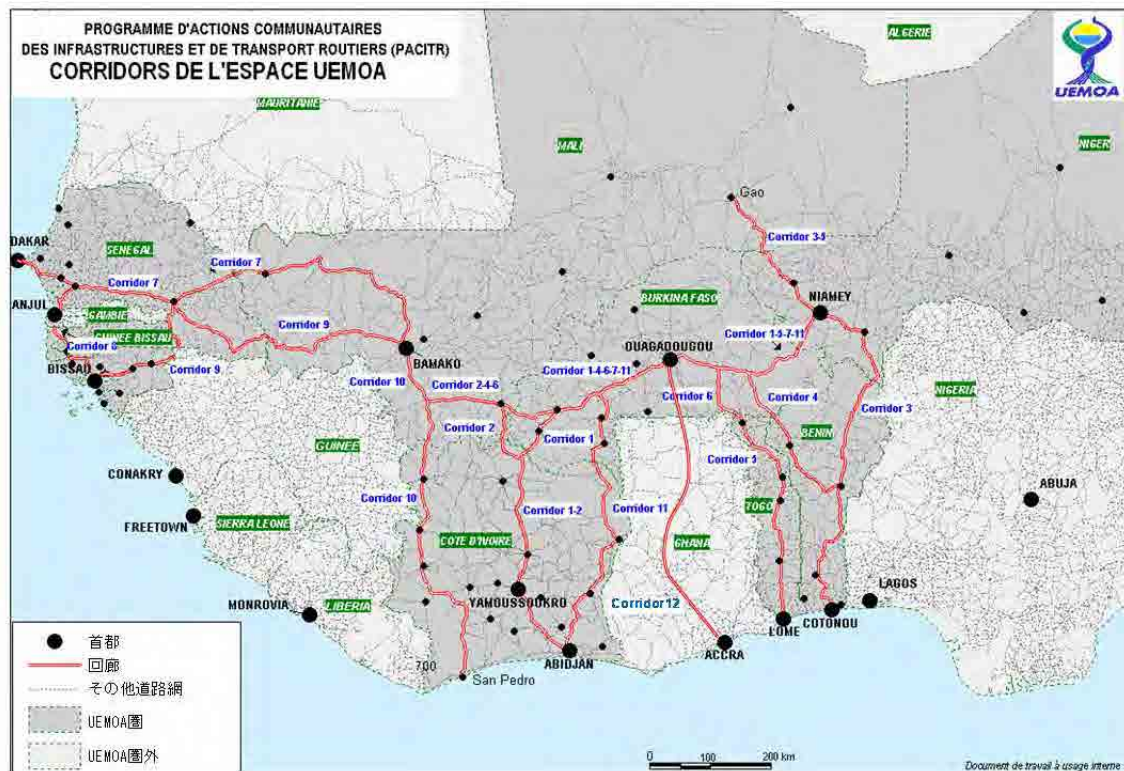 PROGRAMME D'ACTIONS COMMUNAUTAIRES
DES INFRASTRUCTURES ET DE TRANSPORT ROUTIERS (PACITR)
CORRIDORS DE L'ESPACE UEMOA
UEMOA
ALGERIE
MAURITANIE
MALI
NIGER
Gao
SENEGAL
DAKAR
Corridor 3-5
Corridor 7
Corridor 7
BURKINA FASO
NIAMEY
ANJUL
GAMBIE
GUINEE BISSAU
Corridor 8
Corridor 9
Corridor 1-5-7-11
OUAGADOUGOU
BAMAKO
BISSAU
Corridor 9
Corridor 1-4-6-7-11
Corridor 10
Corridor 2-4-6
Corridor 6
Corridor 4
NIGERIA
Corridor 3
Corridor 2
Corridor 1
BENIN
GUINEE
Corridor 5
CONAKRY
ABUJA
Corridor 10
Corridor 1-2
Corridor 11
TOGO
FREETOWN
SIERRA LEONE
COTE D'IVOIRE
GHANA
LAGOS
YAMOUSSOUKRO
Corridor 12
MONROVIA
LIBERIA
COTONOU
LOME
ABIDJAN
ACCRA
700
San Pedro
首都
回廊
その他道路網
UEMOA圏
UEMOA圏外
0 100 200 km
Document de travail à usage interne